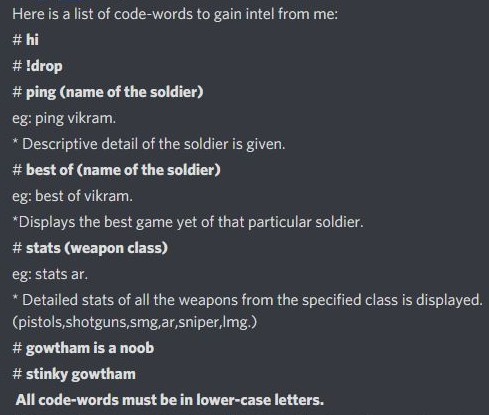 Here is a list of code-words to gain intel from me:
# hi
# !drop
# ping (name of the soldier)
eg: ping vikram.
* Descriptive detail of the soldier is given.
# best of (name of the soldier)
eg: best of vikram.
*Displays the best game yet of that particular soldier.
# stats (weapon class)
eg: stats ar.
* Detailed stats of all the weapons from the specified class is displayed.
(pistols,shotguns,smg,ar,sniper,lmg.)
# gowtham is a noob
# stinky gowtham
All code-words must be in lower-case letters.